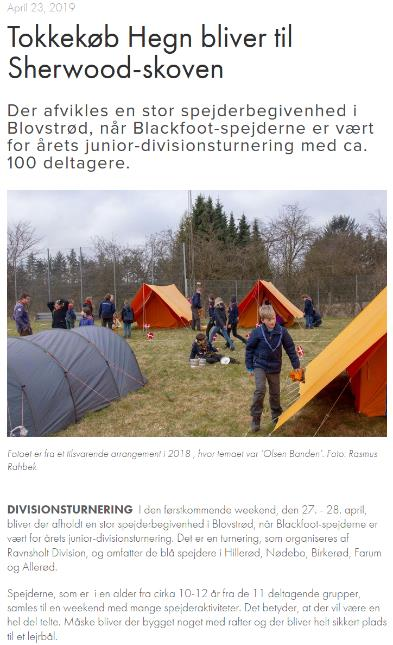 April 23, 2019
Tokkekøb Hegn bliver til
Sherwood-skoven
Der afvikles en stor spejderbegivenhed i
Blovstrød, når Blackfoot-spejderne er vært
for årets junior-divisionsturnering med ca.
100 deltagere.
Fotoet er fra et tilsvarende arrangement i 2018 , hvor temaet var 'Olsen Banden'. Foto: Rasmus
Rahbek.
DIVISIONSTURNERING I den førstkommende weekend, den 27. - 28. april,
bliver der afholdt en stor spejderbegivenhed i Blovstrød, når Blackfoot-spejderne er
vært for årets junior-divisionsturnering. Det er en turnering, som organiseres af
Ravnsholt Division, og omfatter de blå spejdere i Hillerød, Nødebo, Birkerød, Farum
og Allerød.
Spejderne, som er i en alder fra cirka 10-12 år fra de 11 deltagende grupper,
samles til en weekend med mange spejderaktiviteter. Det betyder, at der vil være en
hel del telte. Måske bliver der bygget noget med rafter og der bliver helt sikkert plads
til et lejrbål.